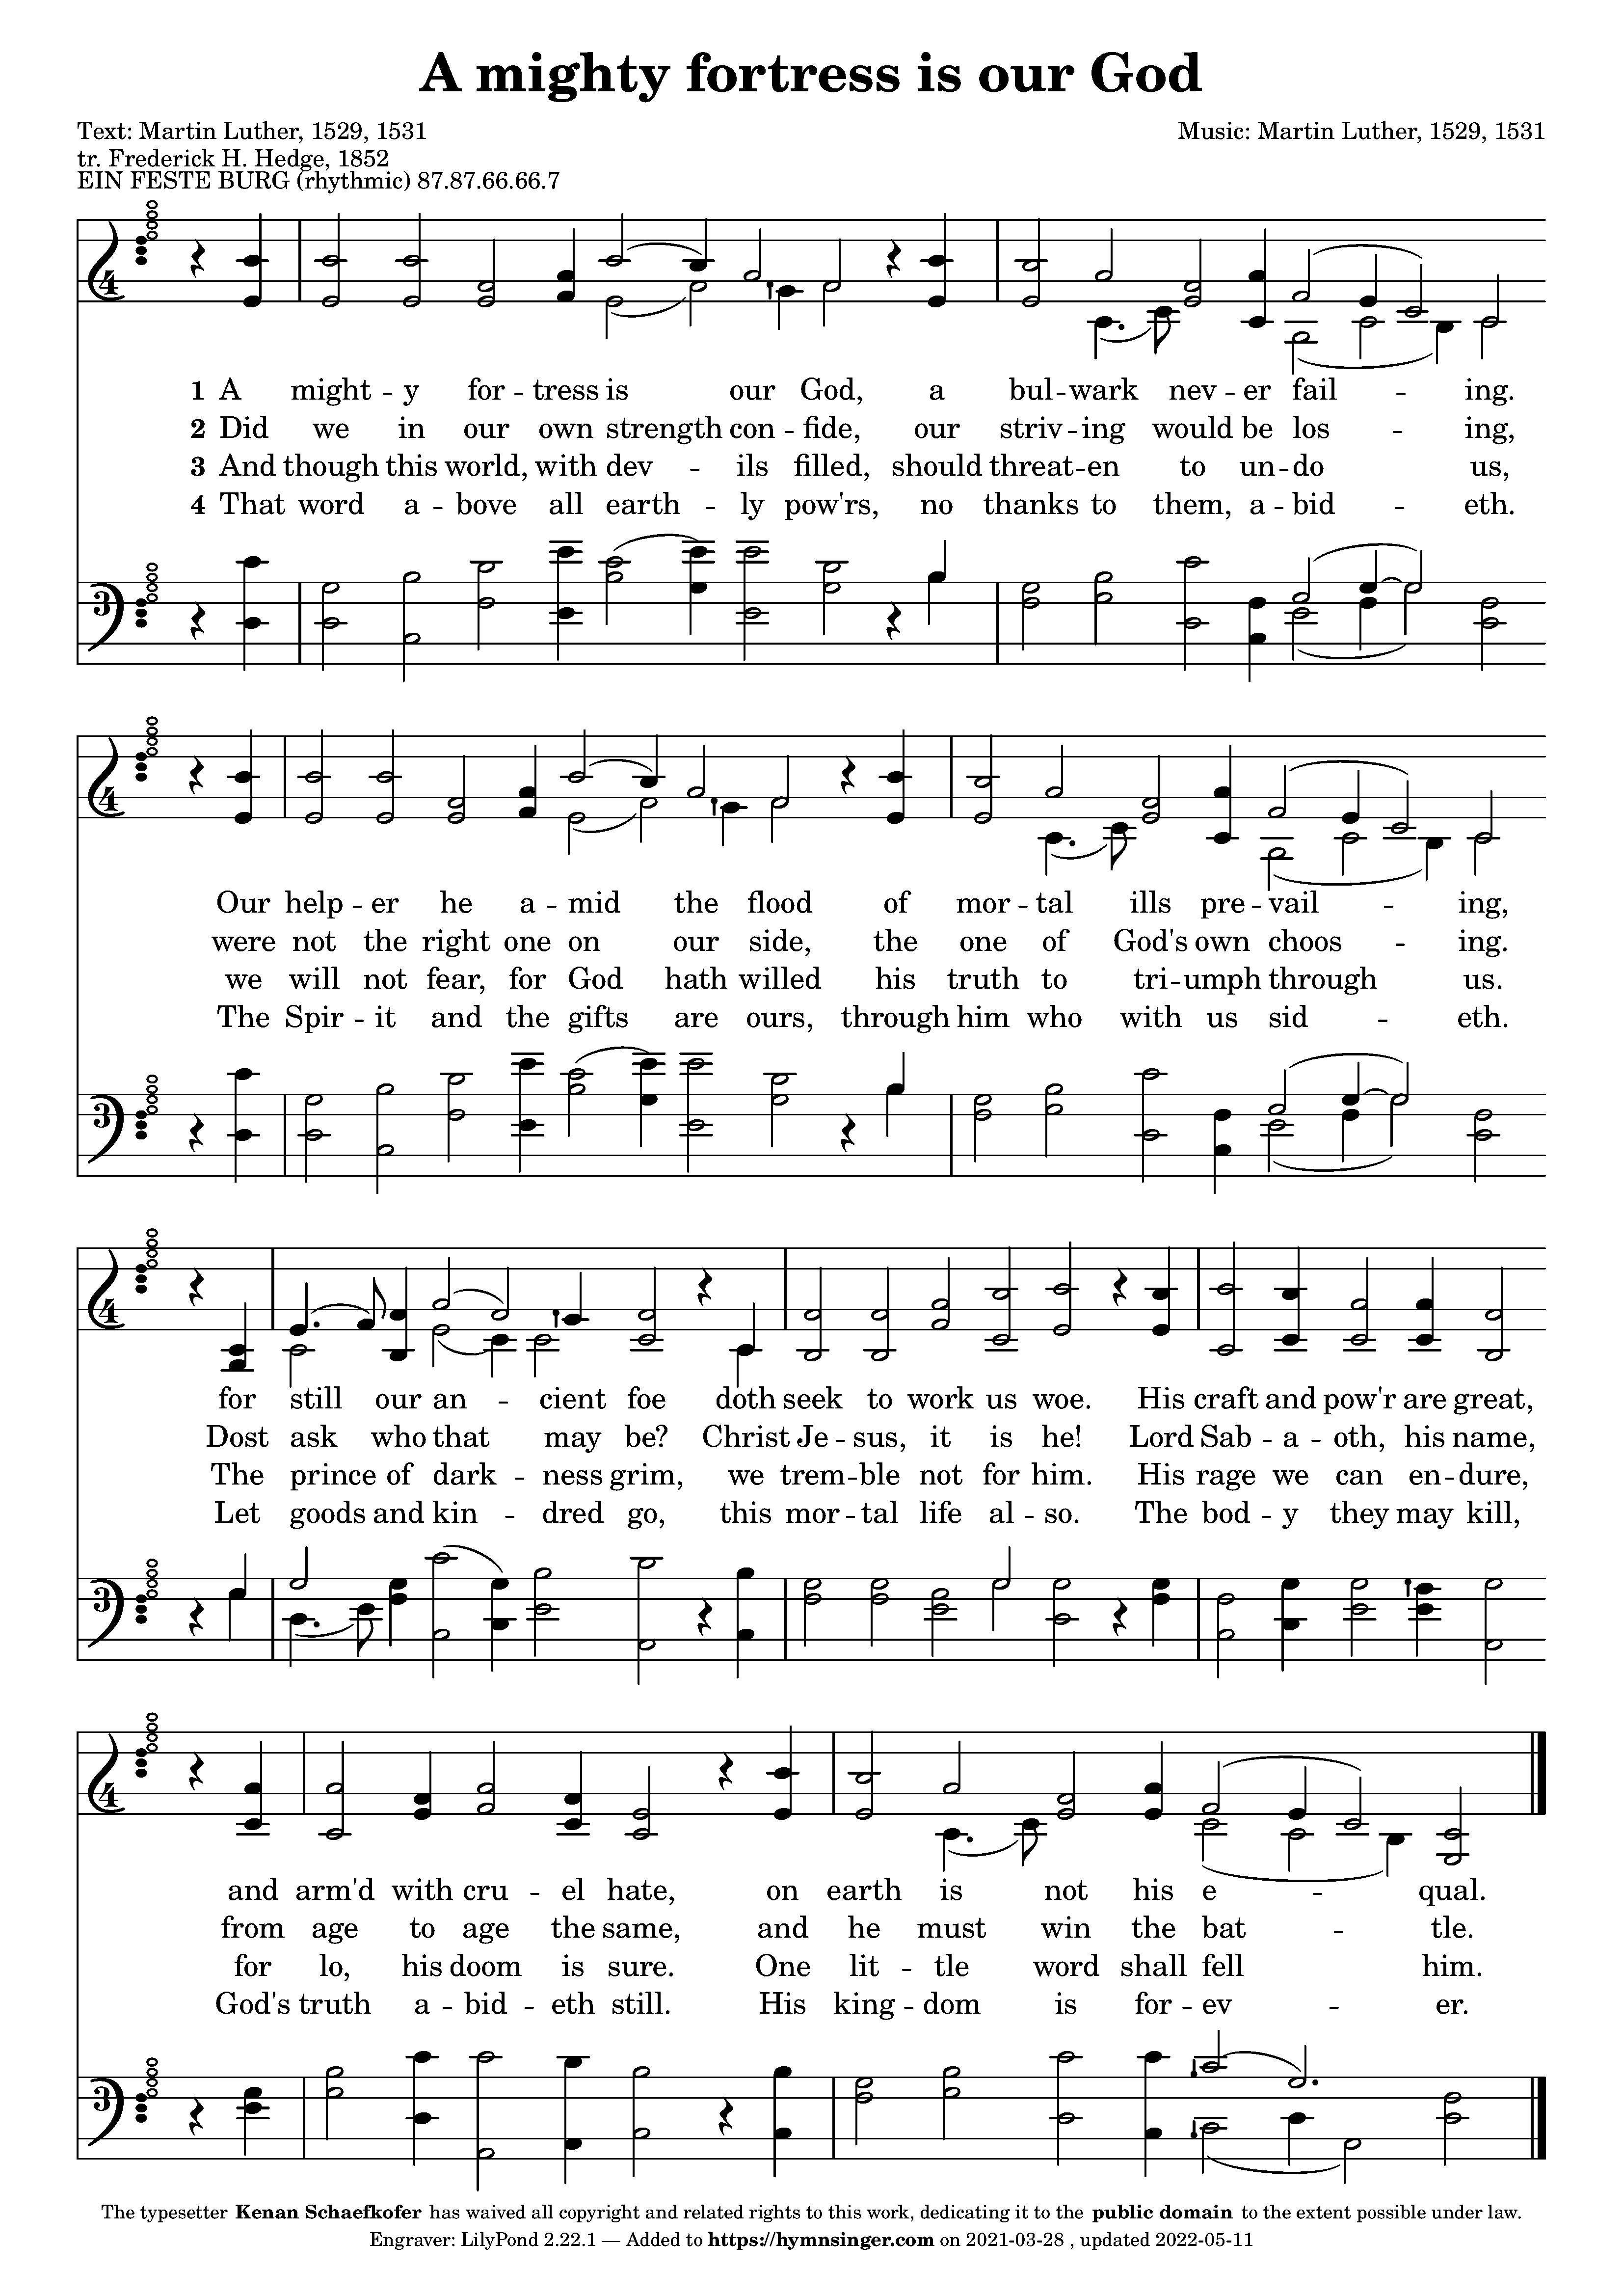 A mighty fortress is our God
Text: Martin Luther, 1529, 1531
Music: Martin Luther, 1529, 1531
tr. Frederick H. Hedge, 1852
EIN FESTE BURG (rhythmic) 87.87.66.66.7
4
1 A might - y for - tress is our God, a bul - wark nev - er fail - ing.
2 Did we in our own strength con - fide, our striv - ing would be los - ing,
3 And though this world, with dev - ils filled, should threat - en to un - do us,
4 That word a - bove all earth - ly pow'rs, no thanks to them, a - bid - eth.
3
4
Our help - er he a - mid the flood of mor - tal ills pre - vail - ing,
were not the right one on our side, the one of God's own choos - ing.
we will not fear, for God hath willed his truth to tri - umph through us.
The Spir - it and the gifts are ours, through him who with us sid - eth.
3
4
for still our an - cient foe doth seek to work us woe. His craft and pow'r are great,
Dost ask who that may be? Christ Je - sus, it is he! Lord Sab - a - oth, his name,
The prince of dark - ness grim, we trem - ble not for him. His rage we can en - dure,
Let goods and kin - dred go, this mor - tal life al - so. The bod - y they may kill,
3
4
and arm'd with cru - el hate, on earth is not his e - qual.
from age to age the same, and he must win the bat - tle.
for lo, his doom is sure. One lit - tle word shall fell him.
God's truth a - bid - eth still. His king - dom is for - ev - er.
3
The typesetter Kenan Schaefkofer has waived all copyright and related rights to this work, dedicating it to the public domain to the extent possible under law.
Engraver: LilyPond 2.22.1 — Added to https://hymnsinger.com on 2021-03-28 , updated 2022-05-11